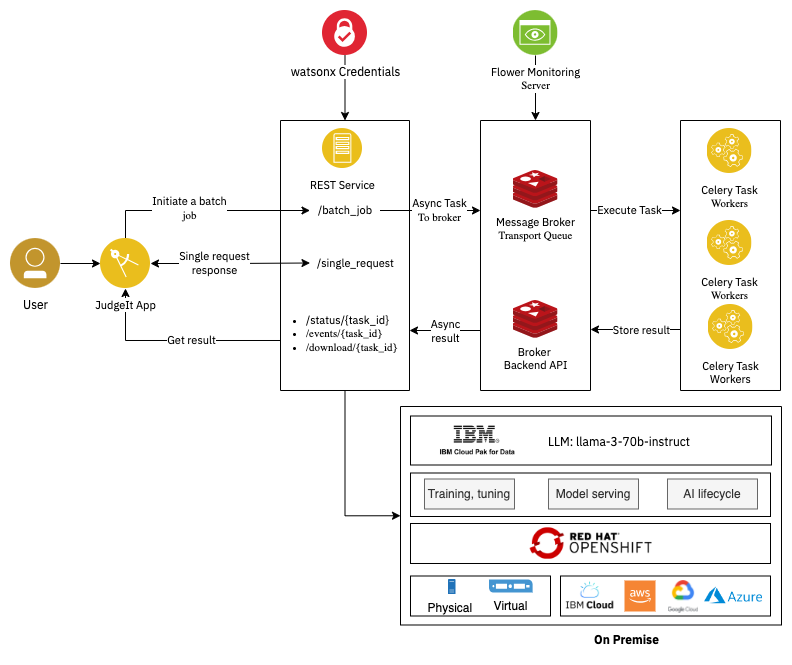 watsonx Credentials
Flower Monitoring
Server
REST Service
Initiate a batch
job
/batch_job
Async Task
To broker
Message Broker
Transport Queue
Execute Task
Celery Task
Workers
Single request
response
/single_request
Celery Task
Workers
User
JudgeIt App
• /status/{task_id}
• /events/{task_id}
• /download/{task_id}
Get result
Async
result
Broker
Backend API
Store result
Celery Task
Workers
IBM®
IBM Cloud Pak for Data
LLM: llama-3-70b-instruct
Training, tuning
Model serving
AI lifecycle
RED HAT®
OPENSHIFT
Physical
Virtual
IBM Cloud
aws
Google Cloud
Azure
On Premise